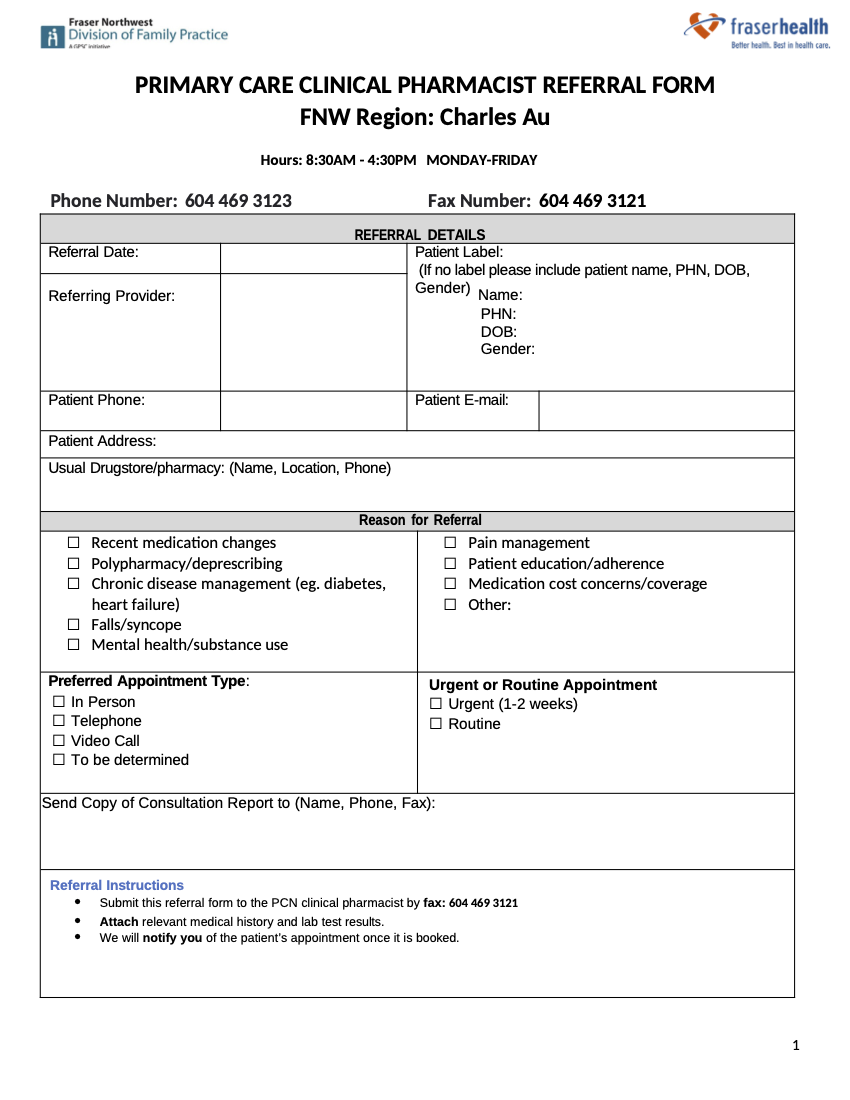 Fraser Northwest
Division of Family Practice
A GPSC initiative
fraserhealth
Better health. Best in health care.
PRIMARY CARE CLINICAL PHARMACIST REFERRAL FORM
FNW Region: Charles Au
Hours: 8:30AM - 4:30PM MONDAY-FRIDAY
Phone Number: 604 469 3123 Fax Number: 604 469 3121
REFERRAL DETAILS
Referral Date:
Referring Provider:
Patient Label:
(If no label please include patient name, PHN, DOB,
Gender) Name:
PHN:
DOB:
Gender:
Patient Phone:
Patient E-mail:
Patient Address:
Usual Drugstore/pharmacy: (Name, Location, Phone)
Reason for Referral
☐ Recent medication changes
☐ Polypharmacy/deprescribing
☐ Chronic disease management (eg. diabetes,
heart failure)
☐ Falls/syncope
☐ Mental health/substance use
☐ Pain management
☐ Patient education/adherence
☐ Medication cost concerns/coverage
☐ Other:
Preferred Appointment Type:
☐ In Person
☐ Telephone
☐ Video Call
☐ To be determined
Urgent or Routine Appointment
☐ Urgent (1-2 weeks)
☐ Routine
Send Copy of Consultation Report to (Name, Phone, Fax):
Referral Instructions
• Submit this referral form to the PCN clinical pharmacist by fax: 604 469 3121
• Attach relevant medical history and lab test results.
• We will notify you of the patient's appointment once it is booked.
1